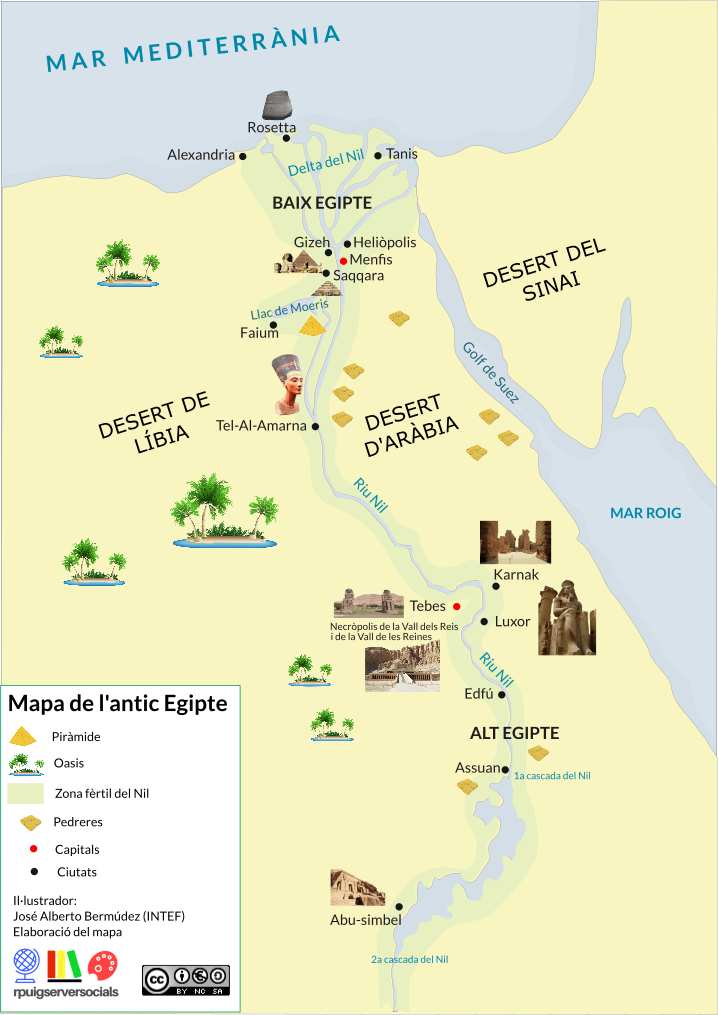 MAR MEDITERRÀNIA
Rosetta
Alexandria
Delta del Nil
Tanis
BAIX EGIPTE
Gizeh
Heliòpolis
Menfis
Saqqara
DESERT DEL
SINAI
Llac de Moeris
Faium
Golf de Suez
DESERT DE
LÍBIA
DESERT
D'ARÀBIA
Tel-Al-Amarna
Riu Nil
MAR ROIG
Karnak
Tebes
Luxor
Necròpolis de la Vall dels Reis
i de la Vall de les Reines
Riu Nil
Edfú
ALT EGIPTE
Assuan
1a cascada del Nil
Abu-simbel
2a cascada del Nil
Mapa de l'antic Egipte
Piràmide
Oasis
Zona fèrtil del Nil
Pedreres
Capitals
Ciutats
Il·lustrador:
José Alberto Bermúdez (INTEF)
Elaboració del mapa
rpuigserversocials
cc
BY NC SA